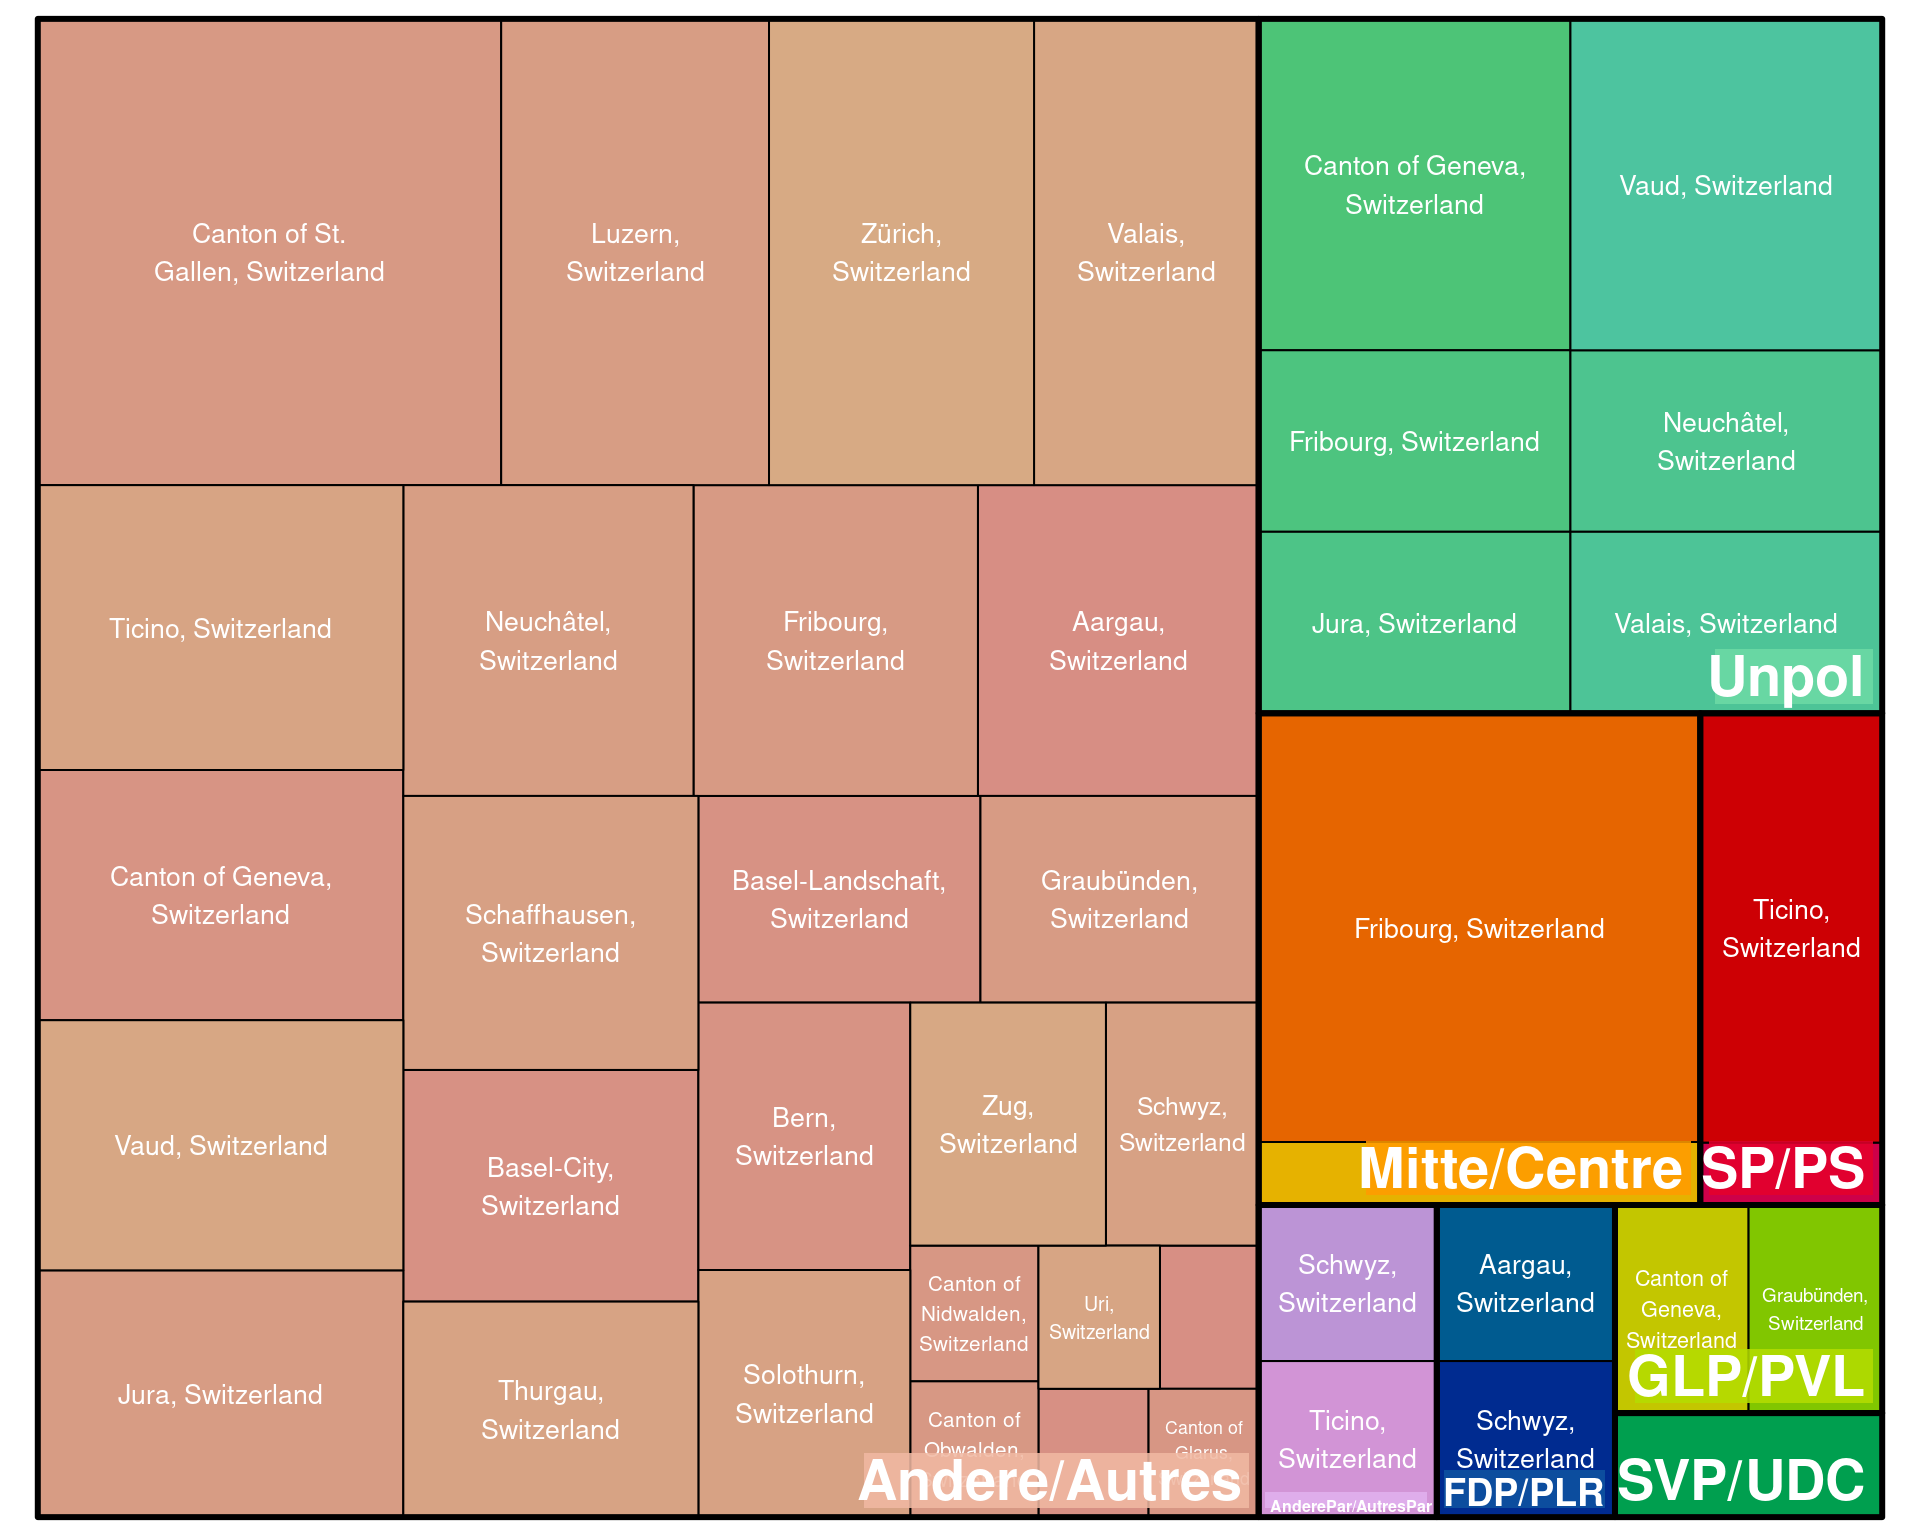 Canton of St.
Gallen, Switzerland
Luzern,
Switzerland
Zürich,
Switzerland
Valais,
Switzerland
Ticino, Switzerland
Neuchâtel,
Switzerland
Fribourg,
Switzerland
Aargau,
Switzerland
Canton of Geneva,
Switzerland
Schaffhausen,
Switzerland
Basel-Landschaft,
Switzerland
Graubünden,
Switzerland
Vaud, Switzerland
Basel-City,
Switzerland
Bern,
Switzerland
Zug,
Switzerland
Schwyz,
Switzerland
Jura, Switzerland
Thurgau,
Switzerland
Solothurn,
Switzerland
Canton of
Nidwalden,
Switzerland
Uri,
Switzerland
Canton of
Obwalden,
Canton of
Glarus,
Andere/Autres
Canton of Geneva,
Switzerland
Vaud, Switzerland
Fribourg, Switzerland
Neuchâtel,
Switzerland
Jura, Switzerland
Valais, Switzerland
Unpol
Fribourg, Switzerland
Mitte/Centre
Ticino,
Switzerland
SP/PS
Schwyz,
Switzerland
Ticino,
Switzerland
AnderePar/AutresPar
Aargau,
Switzerland
Schwyz,
Switzerland
FDP/PLR
Canton of
Geneva,
Switzerland
Graubünden,
Switzerland
GLP/PVL
SVP/UDC